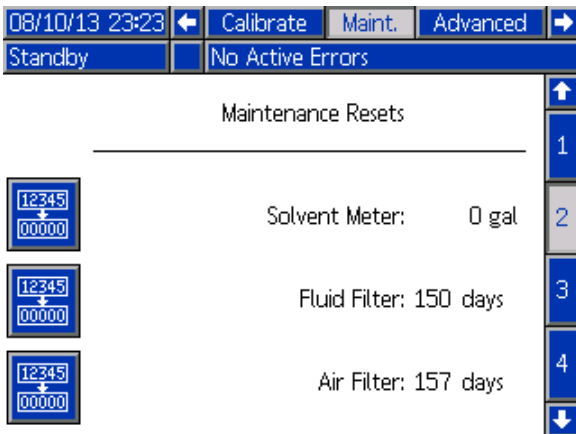 08/10/13 23:23 Calibrate Maint. Advanced
Standby No Active Errors
Maintenance Resets
1
12345
00000
Solvent Meter: 0 gal
2
12345
00000
Fluid Filter: 150 days
3
12345
00000
Air Filter: 157 days
4